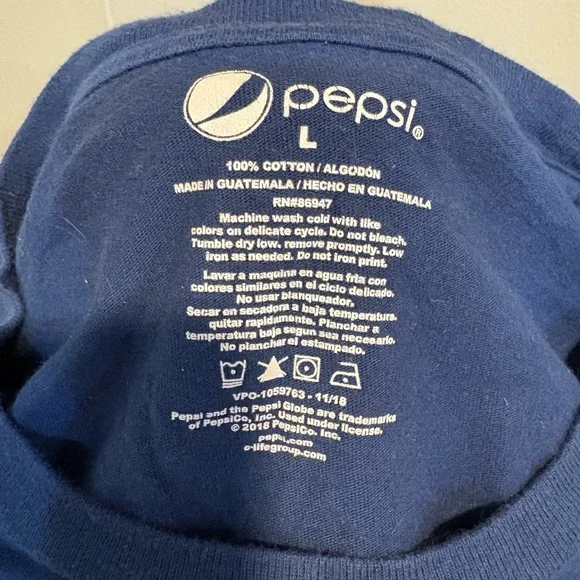 pepsi®
L
100% COTTON / ALGODÓN
MADE IN GUATEMALA / HECHO EN GUATEMALA
RN#86947
Machine wash cold with like
colors on delicate cycle. Do not bleach.
Tumble dry low. remove promptly. Low
iron as needed. Do not iron print.
Lavar a maquina en agua fria con
colores similares en el ciclo delicado.
No usar blanqueador.
Secar en secadora a baja temperatura.
quitar rapidamente. Planchar a
temperatura baja segun sea necesario.
No planchar el estampado.
VPO-1059763 - 11/18
Pepsi and the Pepsi Globe are trademarks
of PepsiCo, Inc. Used under license.
© 2018 PepsiCo, Inc.
pepsi.com
c-lifegroup.com